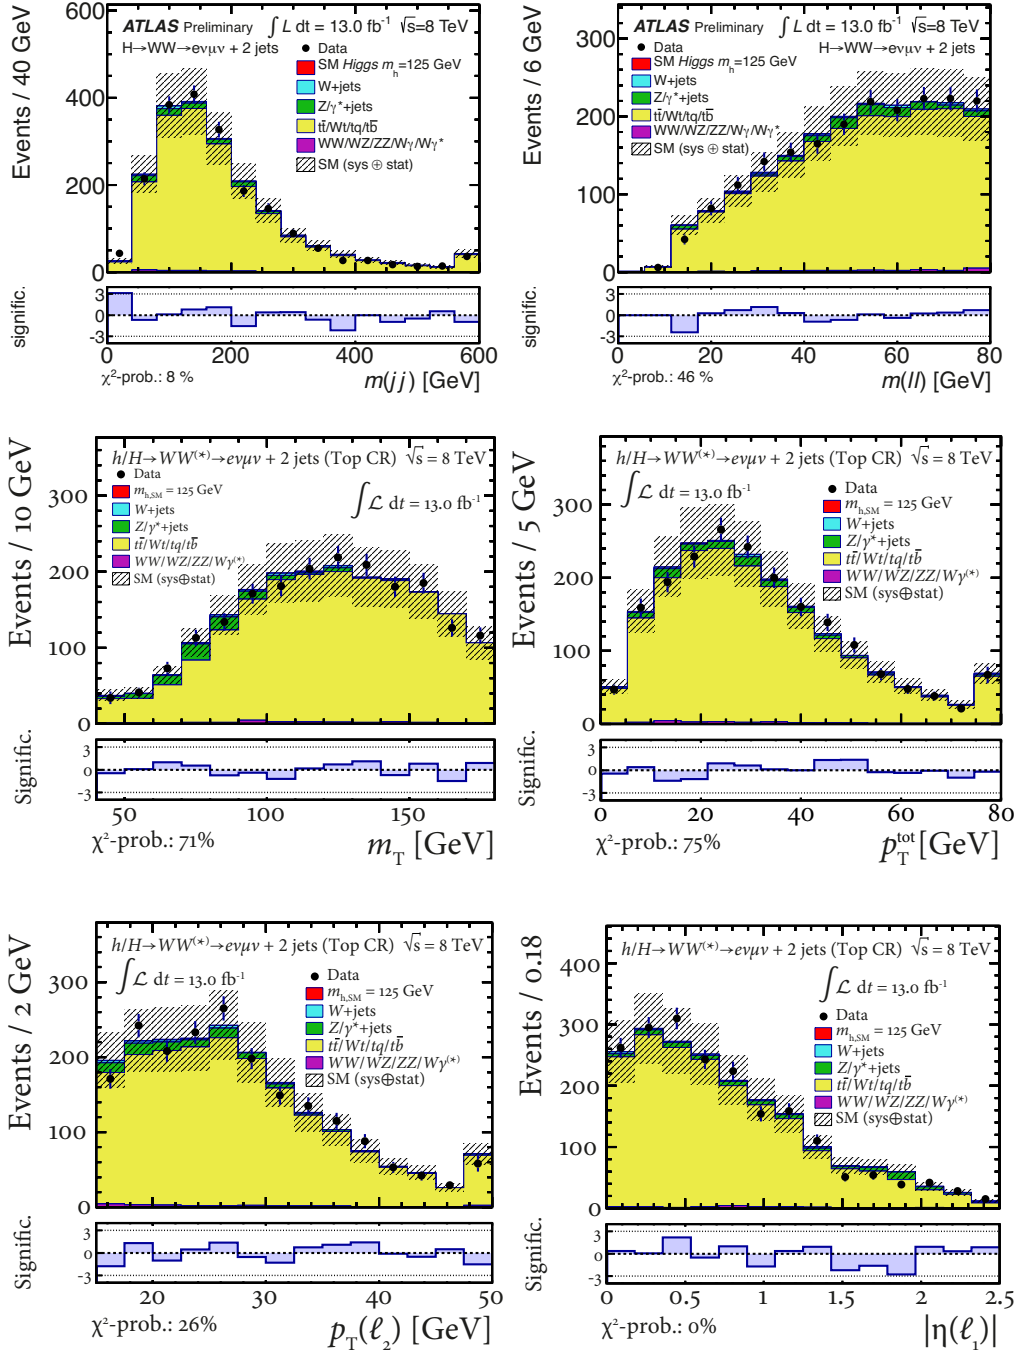 ATLAS Preliminary ∫ L dt = 13.0 fb⁻¹ √s=8 TeV
H→WW→eνμν + 2 jets
Data
SM Higgs m_h=125 GeV
W+jets
Z/γ*+jets
tt̄/Wt/tq/tb̄
WW/WZ/ZZ/Wγ/Wγ*
SM (sys ⊕ stat)
Events / 40 GeV
600
400
200
0
signific.
3
0
-3
0 200 400 600
χ²-prob.: 8 %
m(jj) [GeV]
ATLAS Preliminary ∫ L dt = 13.0 fb⁻¹ √s=8 TeV
H→WW→eνμν + 2 jets
Data
SM Higgs m_h=125 GeV
W+jets
Z/γ*+jets
tt̄/Wt/tq/tb̄
WW/WZ/ZZ/Wγ/Wγ*
SM (sys ⊕ stat)
Events / 6 GeV
300
200
100
0
signific.
3
0
-3
0 20 40 60 80
χ²-prob.: 46 %
m(ll) [GeV]
h/H→WW⁽*⁾→eνμν + 2 jets (Top CR) √s = 8 TeV
Data
m_h,SM = 125 GeV
W+jets
Z/γ*+jets
tt̄/Wt/tq/tb̄
WW/WZ/ZZ/Wγ⁽*⁾
SM (sys⊕stat)
∫ ℒ dt = 13.0 fb⁻¹
Events / 10 GeV
300
200
100
0
Signific.
3
0
-3
50 100 150
χ²-prob.: 71%
m_T [GeV]
h/H→WW⁽*⁾→eνμν + 2 jets (Top CR) √s = 8 TeV
∫ ℒ dt = 13.0 fb⁻¹
Data
m_h,SM = 125 GeV
W+jets
Z/γ*+jets
tt̄/Wt/tq/tb̄
WW/WZ/ZZ/Wγ⁽*⁾
SM (sys⊕stat)
Events / 5 GeV
300
200
100
0
Signific.
3
0
-3
0 20 40 60 80
χ²-prob.: 75%
p_T^tot [GeV]
h/H→WW⁽*⁾→eνμν + 2 jets (Top CR) √s = 8 TeV
∫ ℒ dt = 13.0 fb⁻¹
Data
m_h,SM = 125 GeV
W+jets
Z/γ*+jets
tt̄/Wt/tq/tb̄
WW/WZ/ZZ/Wγ⁽*⁾
SM (sys⊕stat)
Events / 2 GeV
300
200
100
0
Signific.
3
0
-3
20 30 40 50
χ²-prob.: 26%
p_T(ℓ₂) [GeV]
h/H→WW⁽*⁾→eνμν + 2 jets (Top CR) √s = 8 TeV
∫ ℒ dt = 13.0 fb⁻¹
Data
m_h,SM = 125 GeV
W+jets
Z/γ*+jets
tt̄/Wt/tq/tb̄
WW/WZ/ZZ/Wγ⁽*⁾
SM (sys⊕stat)
Events / 0.18
400
300
200
100
0
Signific.
3
0
-3
0 0.5 1 1.5 2 2.5
χ²-prob.: 0%
|η(ℓ₁)|